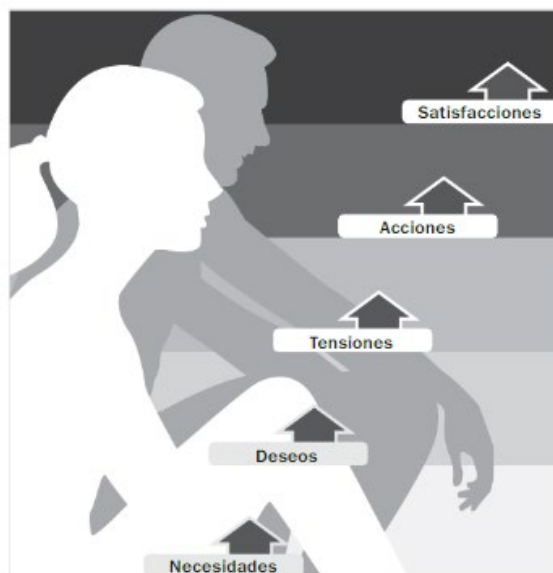 Satisfacciones
Acciones
Tensiones
Deseos
Necesidades